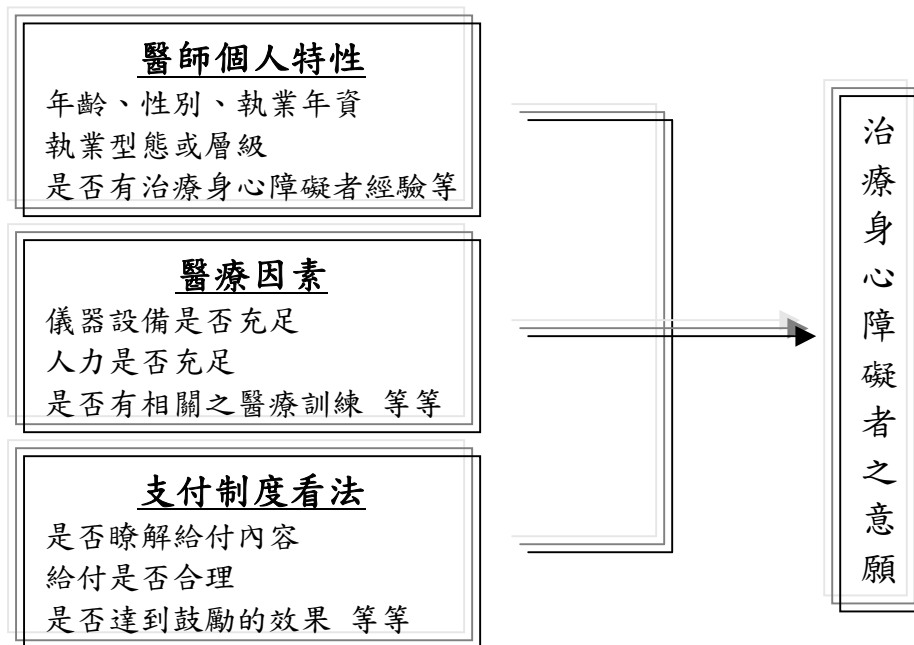 醫師個人特性
年齡、性別、執業年資
執業型態或層級
是否有治療身心障礙者經驗等
醫療因素
儀器設備是否充足
人力是否充足
是否有相關之醫療訓練 等等
支付制度看法
是否瞭解給付內容
給付是否合理
是否達到鼓勵的效果 等等
治療身心障礙者之意願